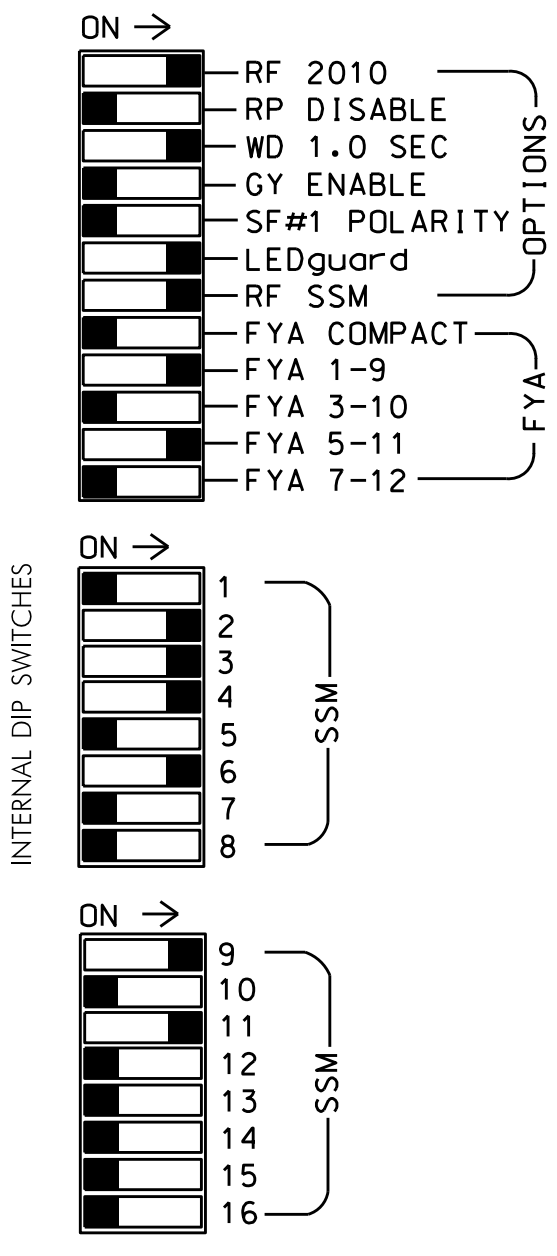 ON →
RF 2010
RP DISABLE
WD 1.0 SEC
GY ENABLE
SF#1 POLARITY
LEDguard
RF SSM
OPTIONS
FYA COMPACT
FYA 1-9
FYA 3-10
FYA 5-11
FYA 7-12
FYA
INTERNAL DIP SWITCHES
ON →
1
2
3
4
5
6
7
8
SSM
ON →
9
10
11
12
13
14
15
16
SSM